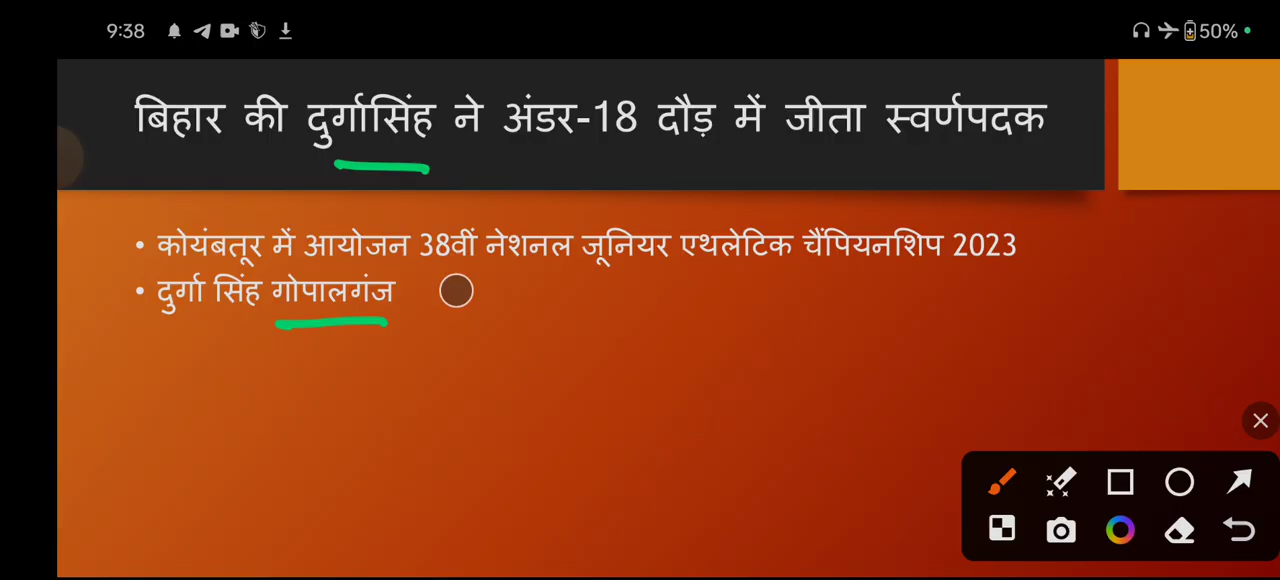 9:38
50%
बिहार की दुर्गासिंह ने अंडर-18 दौड़ में जीता स्वर्णपदक
• कोयंबतूर में आयोजन 38वीं नेशनल जूनियर एथलेटिक चैंपियनशिप 2023
• दुर्गा सिंह गोपालगंज